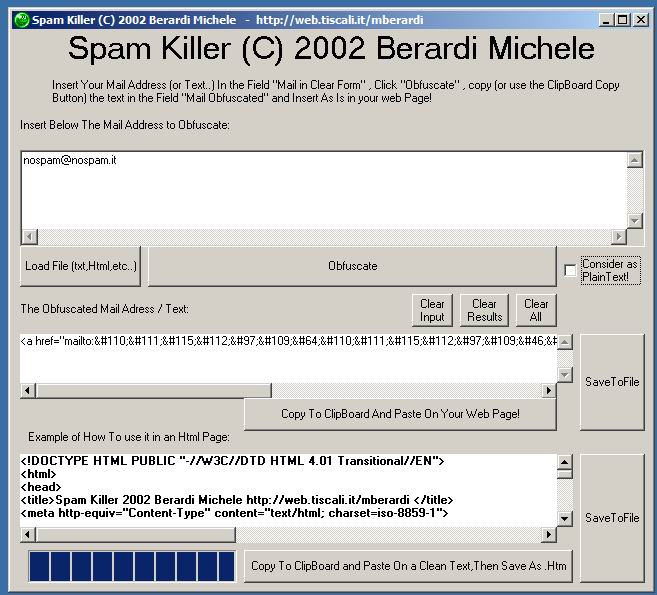 Spam Killer (C) 2002 Berardi Michele  -  http://web.tiscali.it/mberardi
Spam Killer (C) 2002 Berardi Michele
Insert Your Mail Address (or Text..) In the Field "Mail in Clear Form" , Click "Obfuscate" , copy (or use the ClipBoard Copy
Button) the text in the Field "Mail Obfuscated" and Insert As Is in your web Page!
Insert Below The Mail Address to Obfuscate:
nospam@nospam.it
Load File (txt,Html,etc..)
Obfuscate
Consider as
PlainText!
The Obfuscated Mail Adress / Text:
Clear
Input
Clear
Results
Clear
All
<a href="mailto:&#110;&#111;&#115;&#112;&#97;&#109;&#64;&#110;&#111;&#115;&#112;&#97;&#109;&#46;&#
SaveToFile
Copy To ClipBoard And Paste On Your Web Page!
Example of How To use it in an Html Page:
<!DOCTYPE HTML PUBLIC "-//W3C//DTD HTML 4.01 Transitional//EN">
<html>
<head>
<title>Spam Killer 2002 Berardi Michele http://web.tiscali.it/mberardi </title>
<meta http-equiv="Content-Type" content="text/html; charset=iso-8859-1">
SaveToFile
Copy To ClipBoard and Paste On a Clean Text,Then Save As .Htm